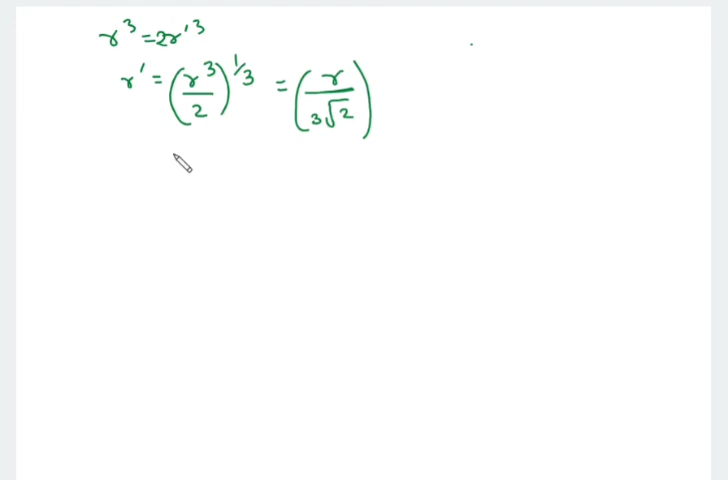 r³ = 2r'³
r' = (r³/2)^(1/3) = (r/³√2)